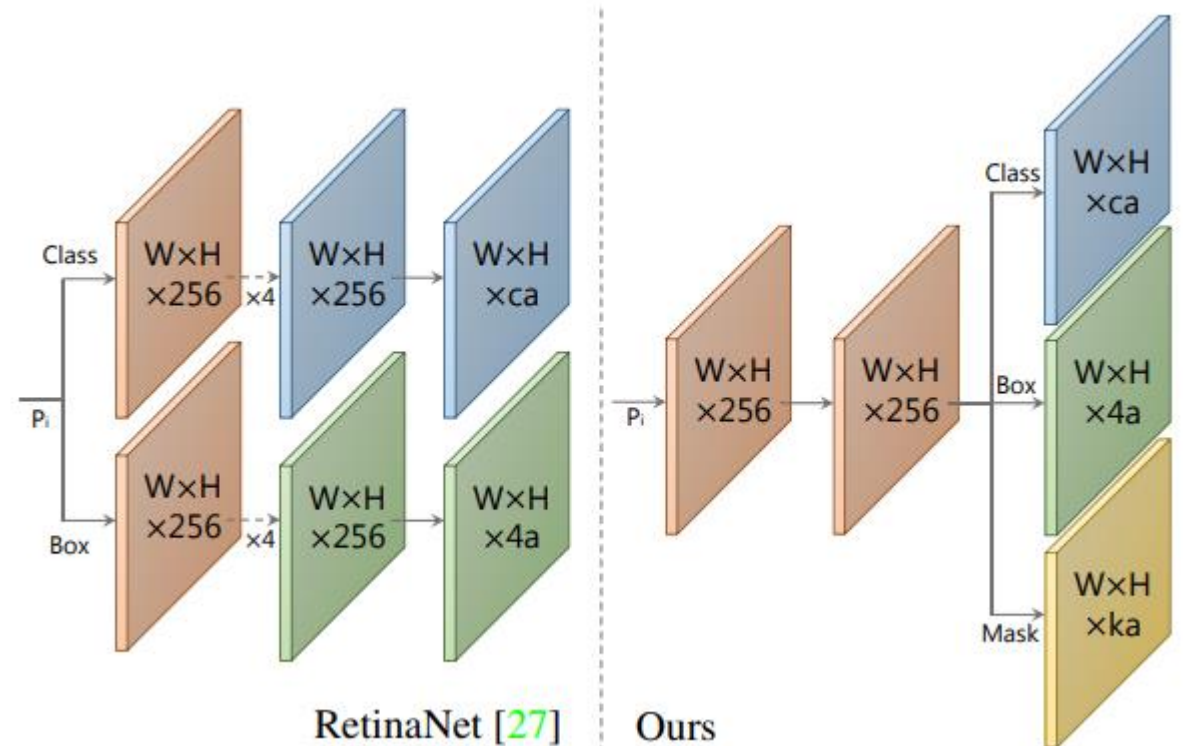 Class
W×H
×256
×4
W×H
×256
W×H
×ca
Pᵢ
Box
W×H
×256
×4
W×H
×256
W×H
×4a
RetinaNet [27]
Pᵢ
W×H
×256
W×H
×256
Class
W×H
×ca
Box
W×H
×4a
Mask
W×H
×ka
Ours